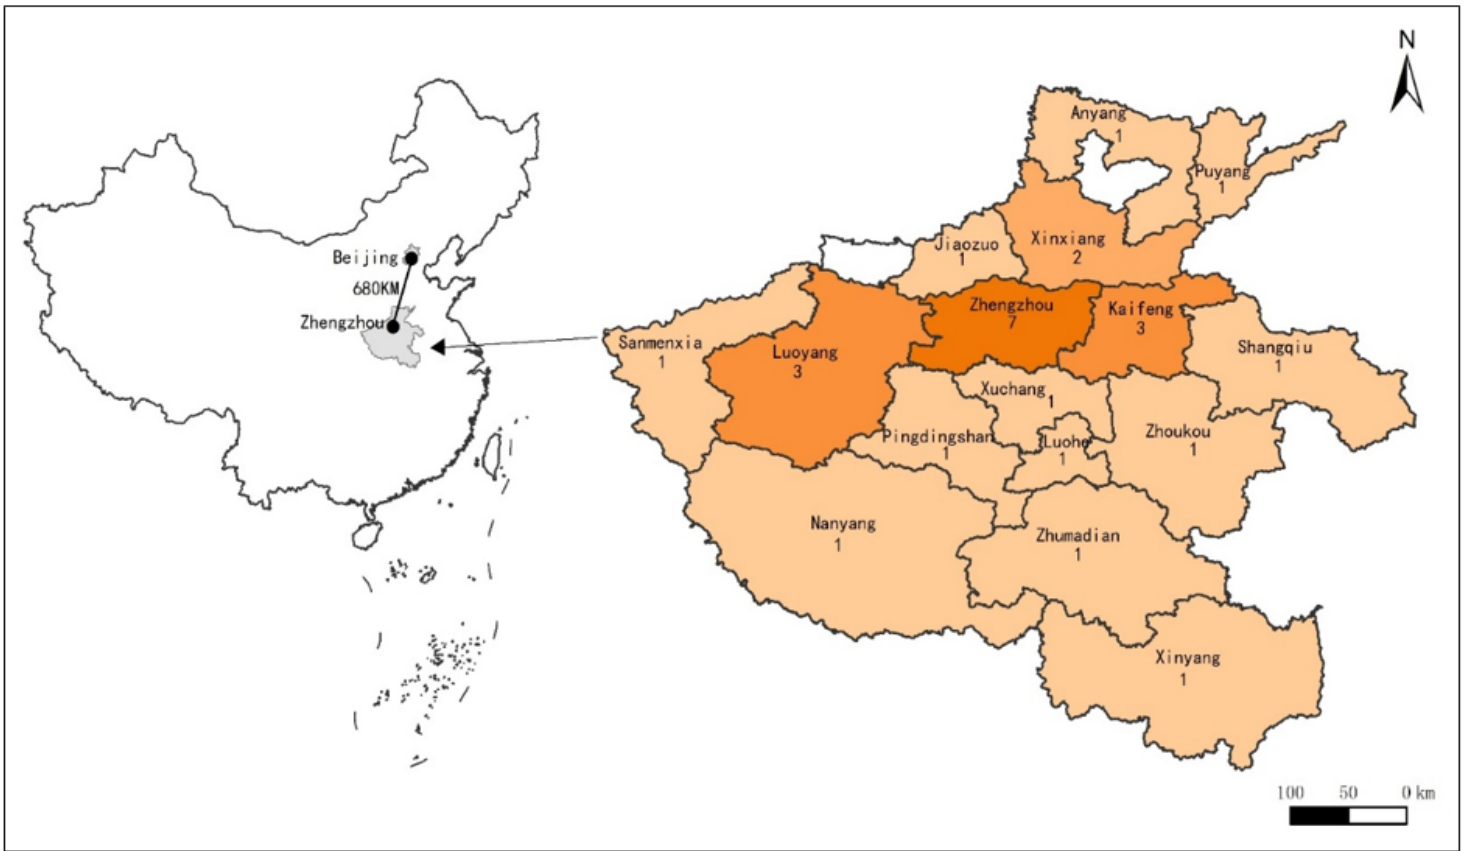 N
Beijing
680KM
Zhengzhou
Anyang
1
Puyang
1
Jiaozuo
1
Xinxiang
2
Sanmenxia
1
Luoyang
3
Zhengzhou
7
Kaifeng
3
Shangqiu
1
Xuchang
1
Pingdingshan
1
Luohe
1
Zhoukou
1
Nanyang
1
Zhumadian
1
Xinyang
1
100 50 0 km